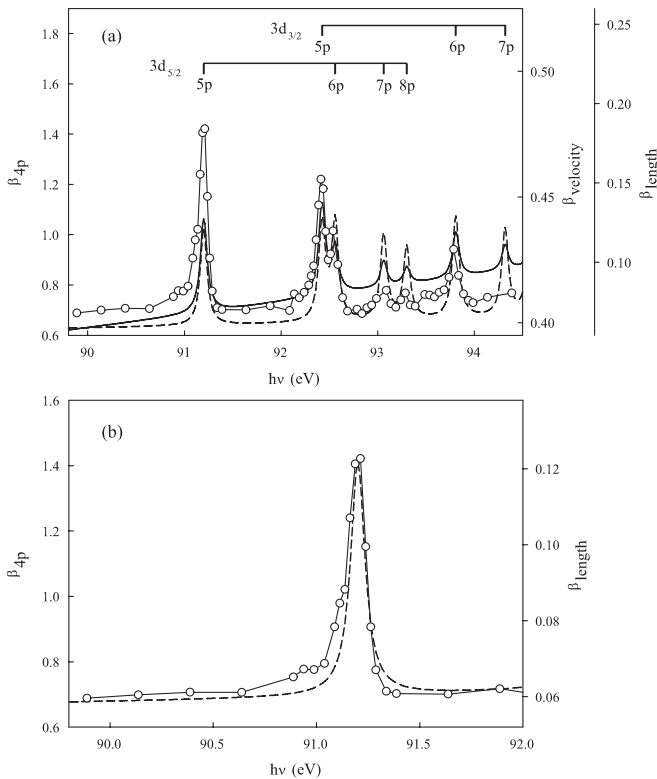 (a)
3d3/2
5p 6p 7p
3d5/2
5p 6p 7p 8p
1.8
1.6
1.4
1.2
1.0
0.8
0.6
β4p
0.50
0.45
0.40
βvelocity
0.25
0.20
0.15
0.10
βlength
90 91 92 93 94
hν (eV)
(b)
1.6
1.4
1.2
1.0
0.8
0.6
β4p
0.12
0.10
0.08
0.06
βlength
90.0 90.5 91.0 91.5 92.0
hν (eV)